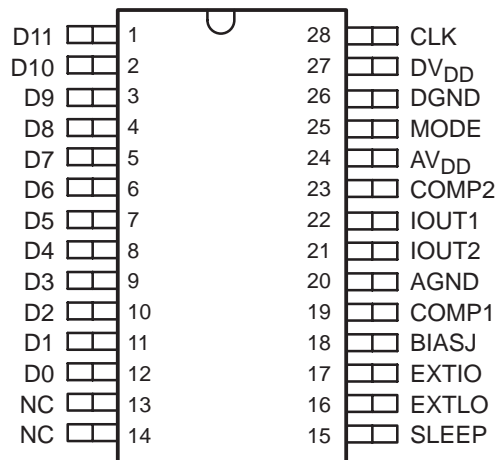 D11 1 28 CLK
D10 2 27 DVDD
D9 3 26 DGND
D8 4 25 MODE
D7 5 24 AVDD
D6 6 23 COMP2
D5 7 22 IOUT1
D4 8 21 IOUT2
D3 9 20 AGND
D2 10 19 COMP1
D1 11 18 BIASJ
D0 12 17 EXTIO
NC 13 16 EXTLO
NC 14 15 SLEEP